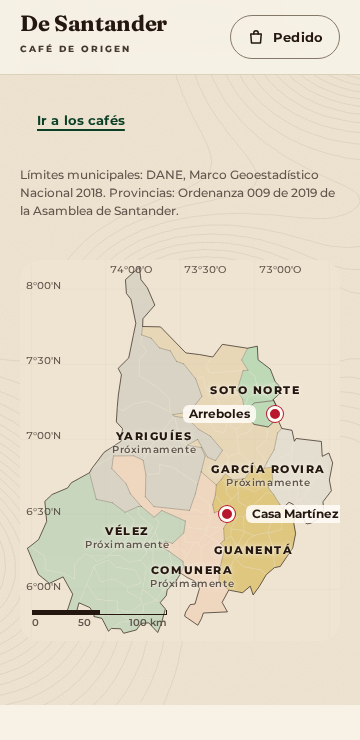 De Santander
CAFÉ DE ORIGEN
Pedido
Ir a los cafés
Límites municipales: DANE, Marco Geoestadístico
Nacional 2018. Provincias: Ordenanza 009 de 2019 de
la Asamblea de Santander.
74°00'O 73°30'O 73°00'O
8°00'N
7°30'N
SOTO NORTE
Arreboles
7°00'N
YARIGUÍES
Próximamente
GARCÍA ROVIRA
Próximamente
6°30'N
Casa Martínez
VÉLEZ
Próximamente
GUANENTÁ
COMUNERA
Próximamente
6°00'N
0 50 100 km